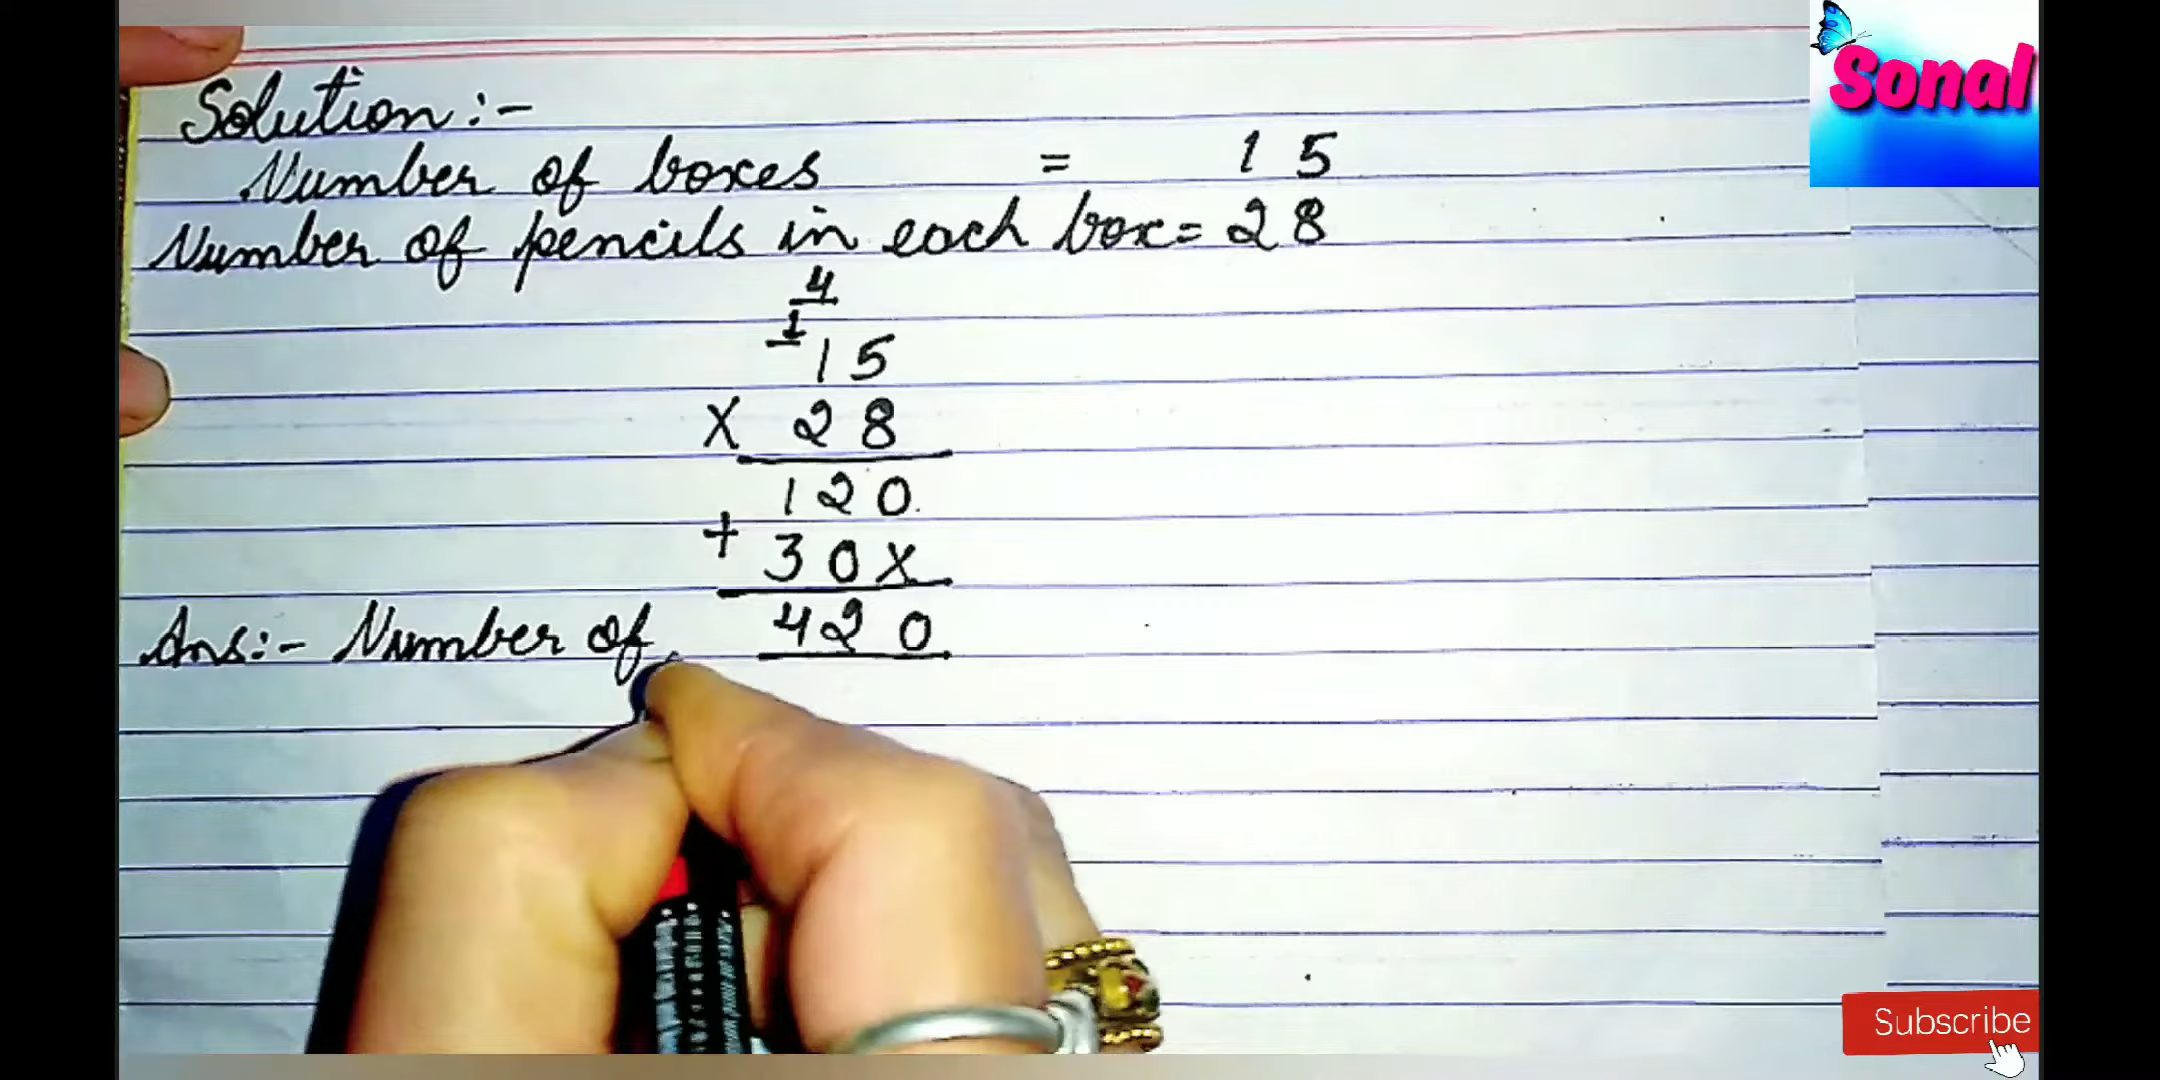 Sonal
Solution:-
Number of boxes = 15
Number of pencils in each box = 28
4
1
15
X 28
120
+ 30x
420
Ans:- Number of
Subscribe